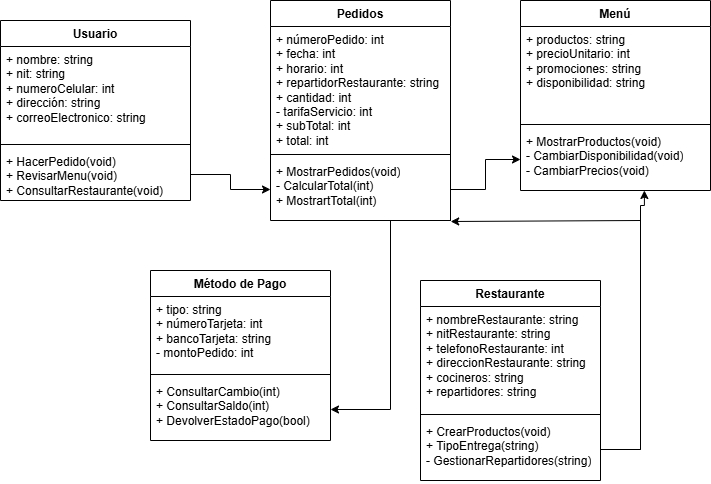 Usuario
+ nombre: string
+ nit: string
+ numeroCelular: int
+ dirección: string
+ correoElectronico: string
+ HacerPedido(void)
+ RevisarMenu(void)
+ ConsultarRestaurante(void)
Pedidos
+ númeroPedido: int
+ fecha: int
+ horario: int
+ repartidorRestaurante: string
+ cantidad: int
- tarifaServicio: int
+ subTotal: int
+ total: int
+ MostrarPedidos(void)
- CalcularTotal(int)
+ MostrartTotal(int)
Menú
+ productos: string
+ precioUnitario: int
+ promociones: string
+ disponibilidad: string
+ MostrarProductos(void)
- CambiarDisponibilidad(void)
- CambiarPrecios(void)
Método de Pago
+ tipo: string
+ númeroTarjeta: int
+ bancoTarjeta: string
- montoPedido: int
+ ConsultarCambio(int)
+ ConsultarSaldo(int)
+ DevolverEstadoPago(bool)
Restaurante
+ nombreRestaurante: string
+ nitRestaurante: string
+ telefonoRestaurante: int
+ direccionRestaurante: string
+ cocineros: string
+ repartidores: string
+ CrearProductos(void)
+ TipoEntrega(string)
- GestionarRepartidores(string)